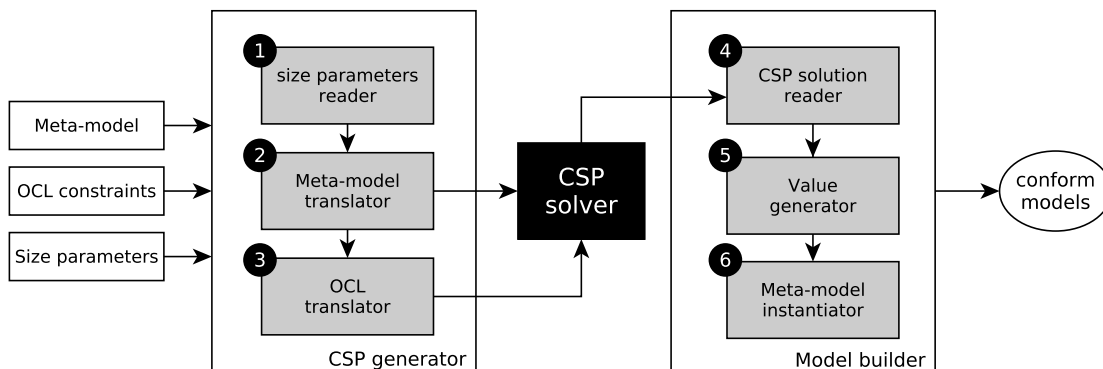 Meta-model
OCL constraints
Size parameters
1
size parameters
reader
2
Meta-model
translator
3
OCL
translator
CSP generator
CSP
solver
4
CSP solution
reader
5
Value
generator
6
Meta-model
instantiator
Model builder
conform
models